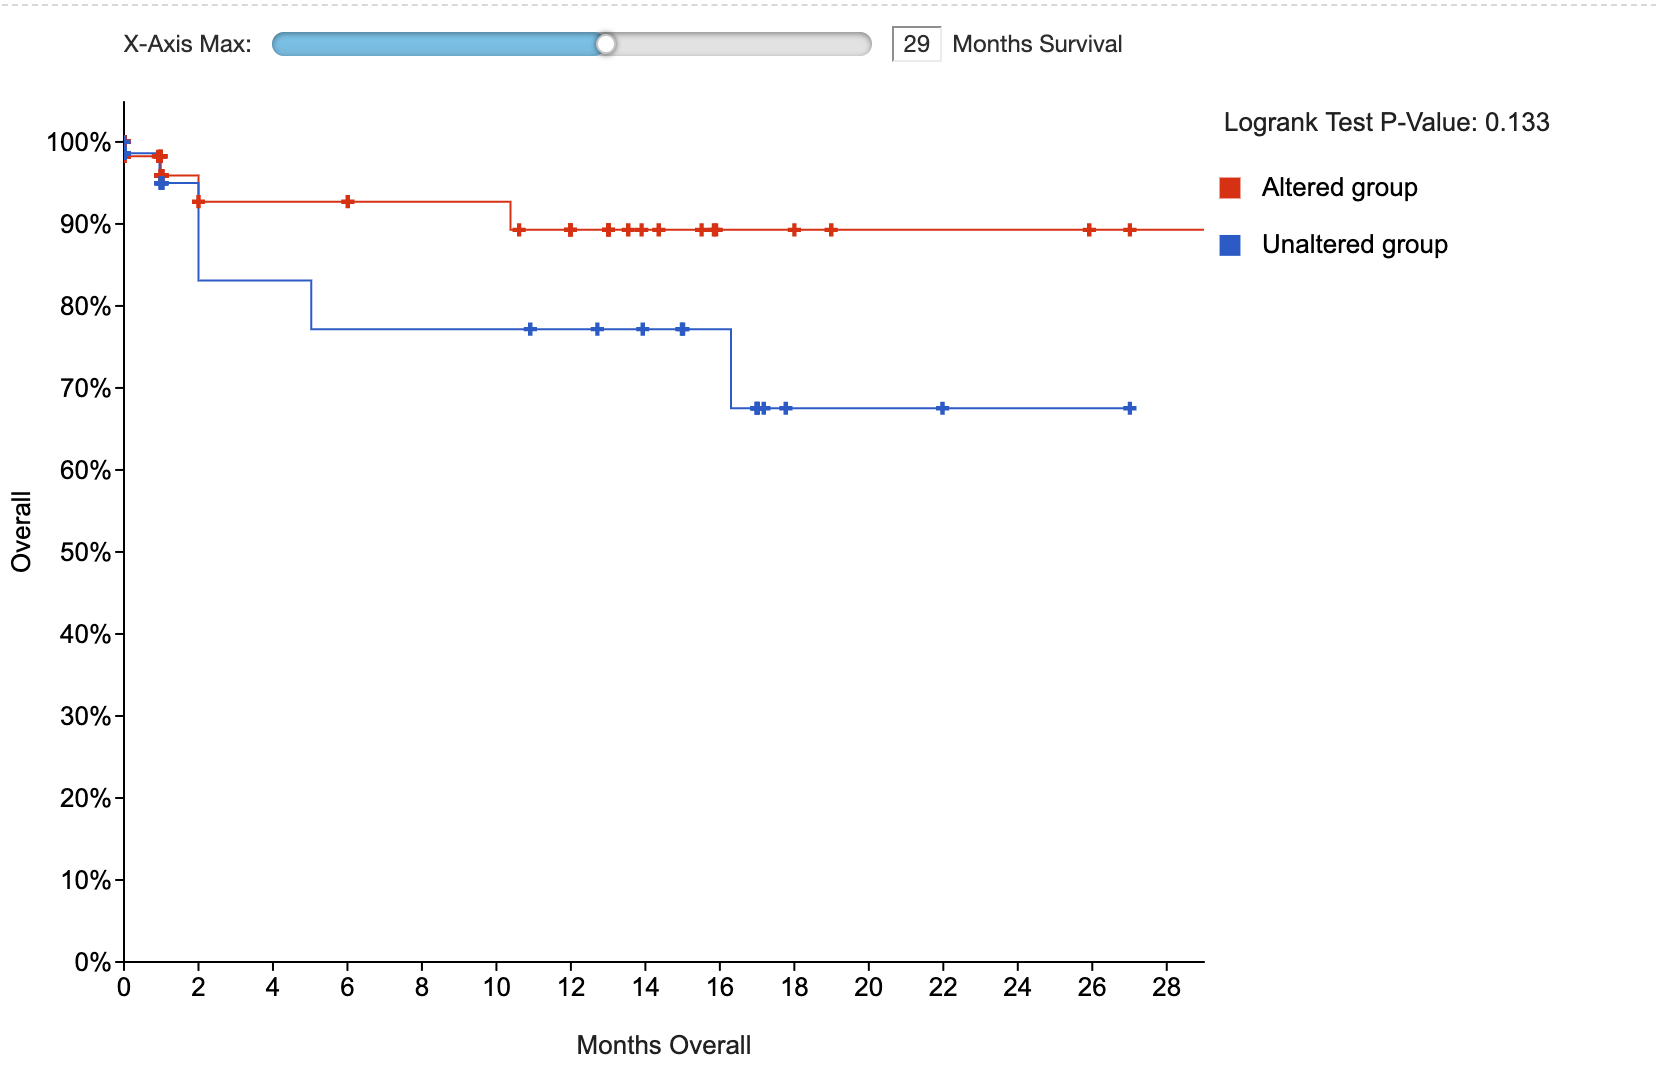 X-Axis Max: 29 Months Survival
Logrank Test P-Value: 0.133
Altered group
Unaltered group
100%
90%
80%
70%
60%
50%
40%
30%
20%
10%
0%
Overall
0 2 4 6 8 10 12 14 16 18 20 22 24 26 28
Months Overall